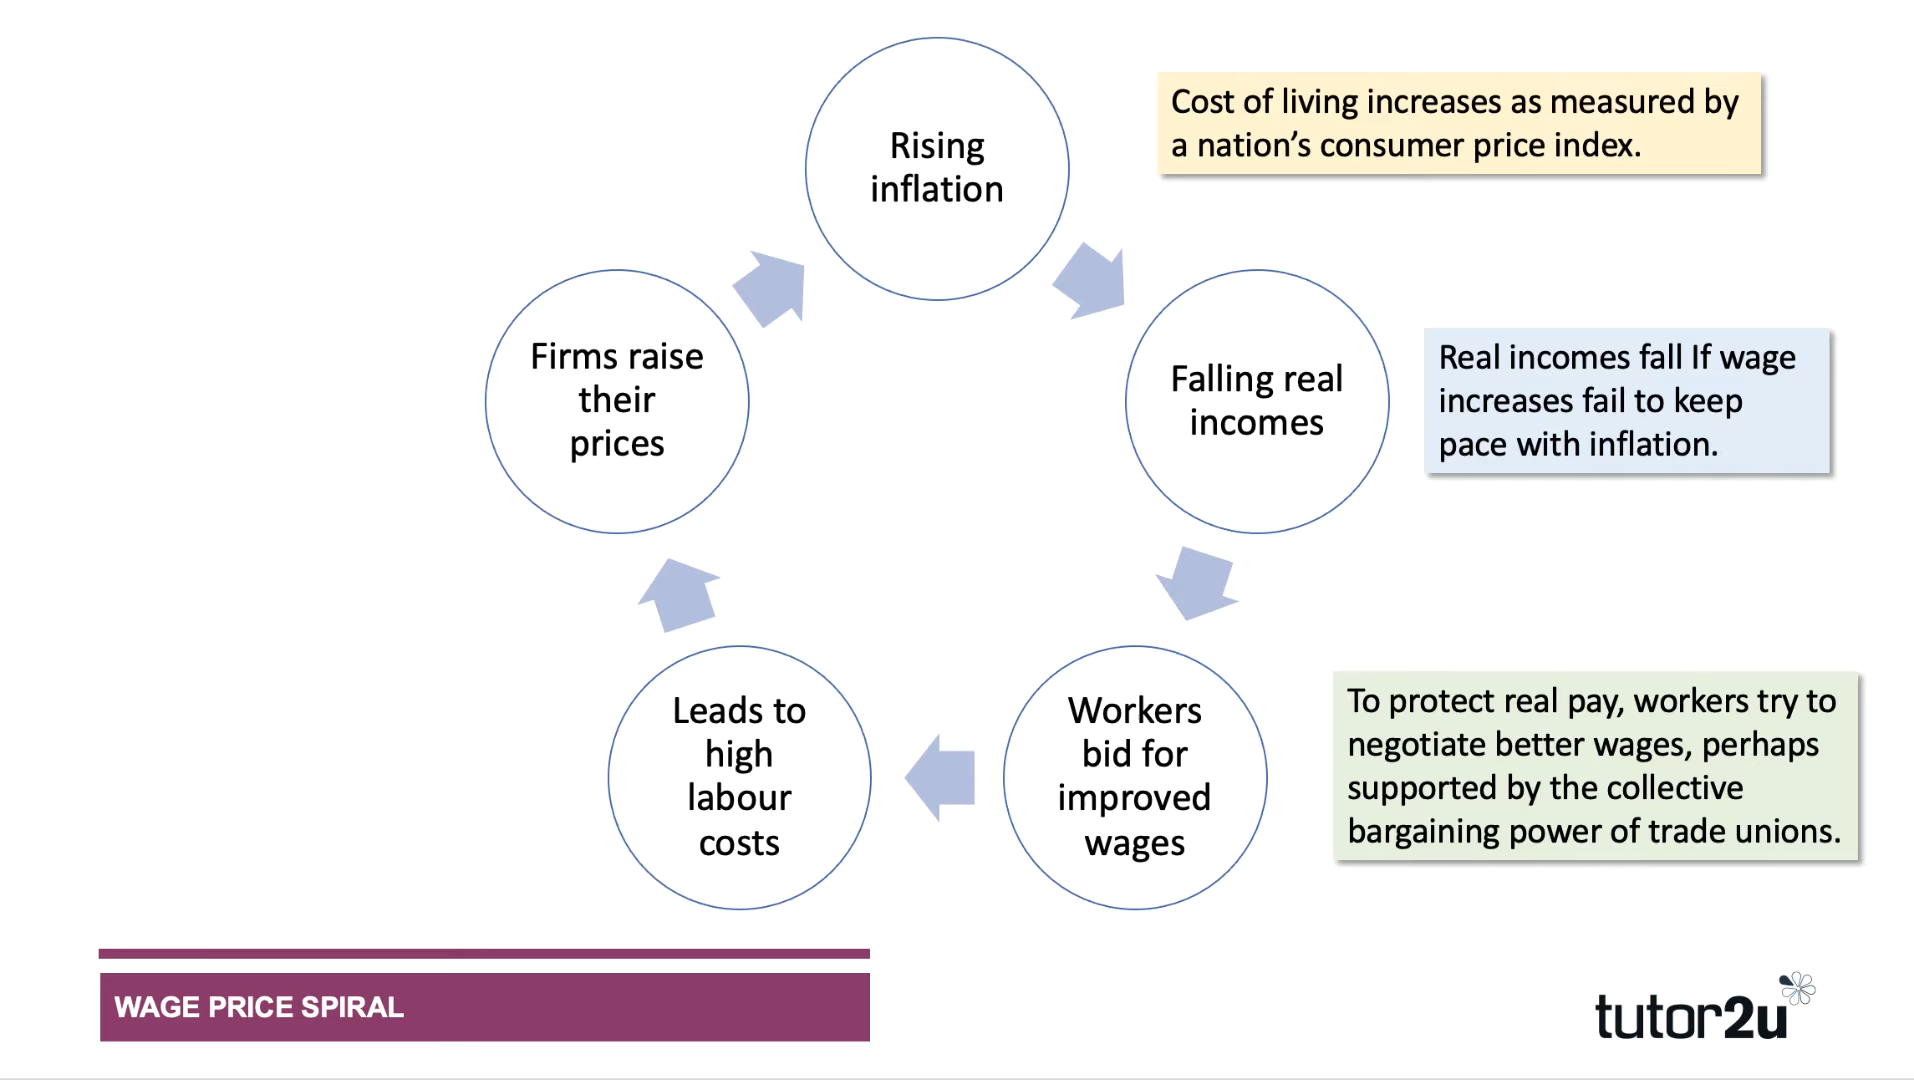 Rising
inflation
Cost of living increases as measured by
a nation’s consumer price index.
Falling real
incomes
Real incomes fall If wage
increases fail to keep
pace with inflation.
Workers
bid for
improved
wages
To protect real pay, workers try to
negotiate better wages, perhaps
supported by the collective
bargaining power of trade unions.
Leads to
high
labour
costs
Firms raise
their
prices
WAGE PRICE SPIRAL
tutor2u